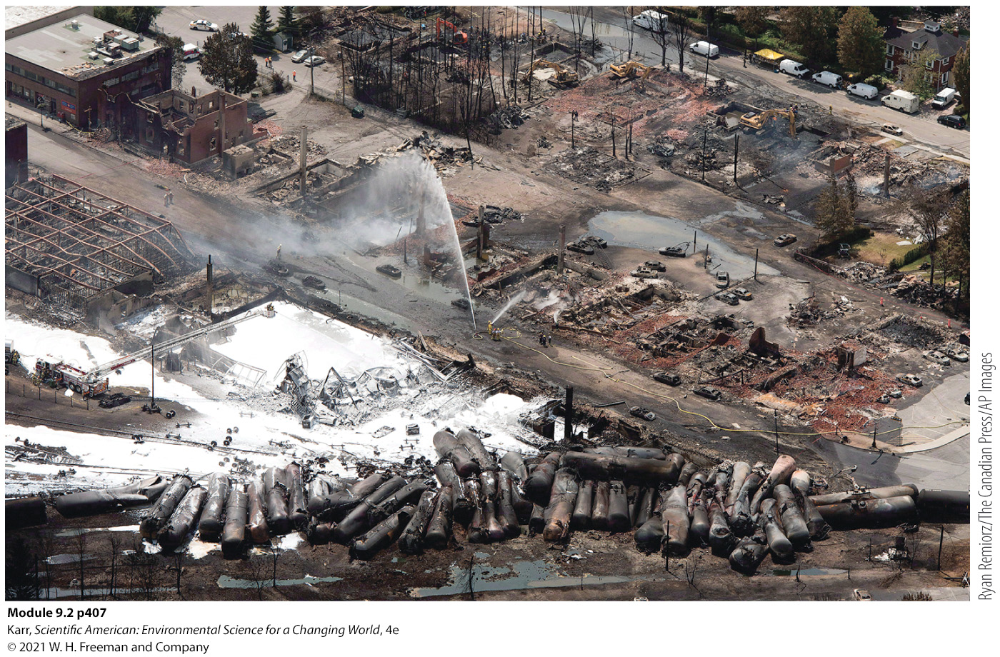 Ryan Remiorz/The Canadian Press/AP Images
Module 9.2 p407
Karr, Scientific American: Environmental Science for a Changing World, 4e
© 2021 W. H. Freeman and Company